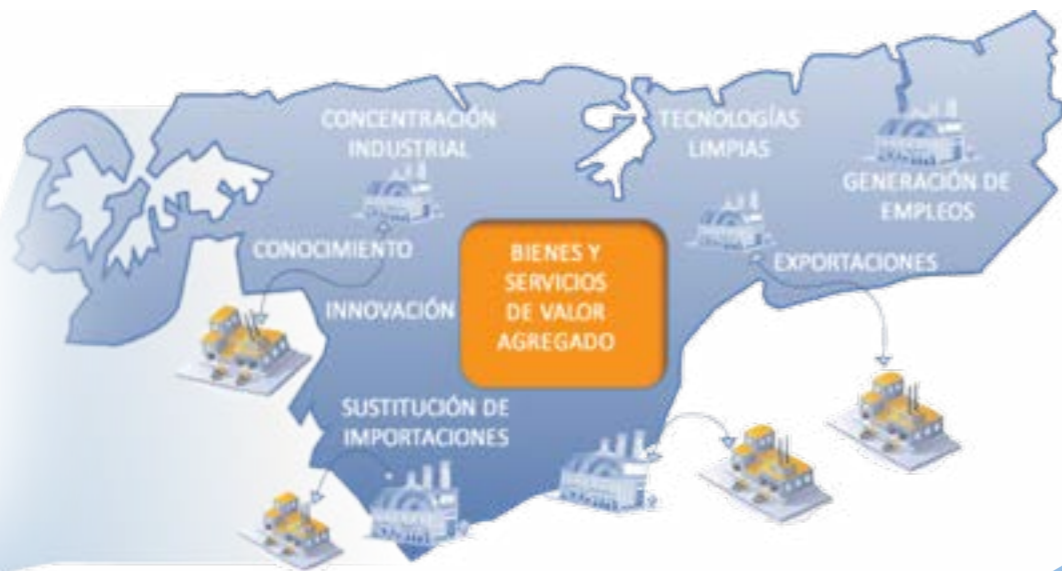 CONCENTRACIÓN
INDUSTRIAL
TECNOLOGÍAS
LIMPIAS
GENERACIÓN DE
EMPLEOS
CONOCIMIENTO
BIENES Y
SERVICIOS
DE VALOR
AGREGADO
EXPORTACIONES
INNOVACIÓN
SUSTITUCIÓN DE
IMPORTACIONES